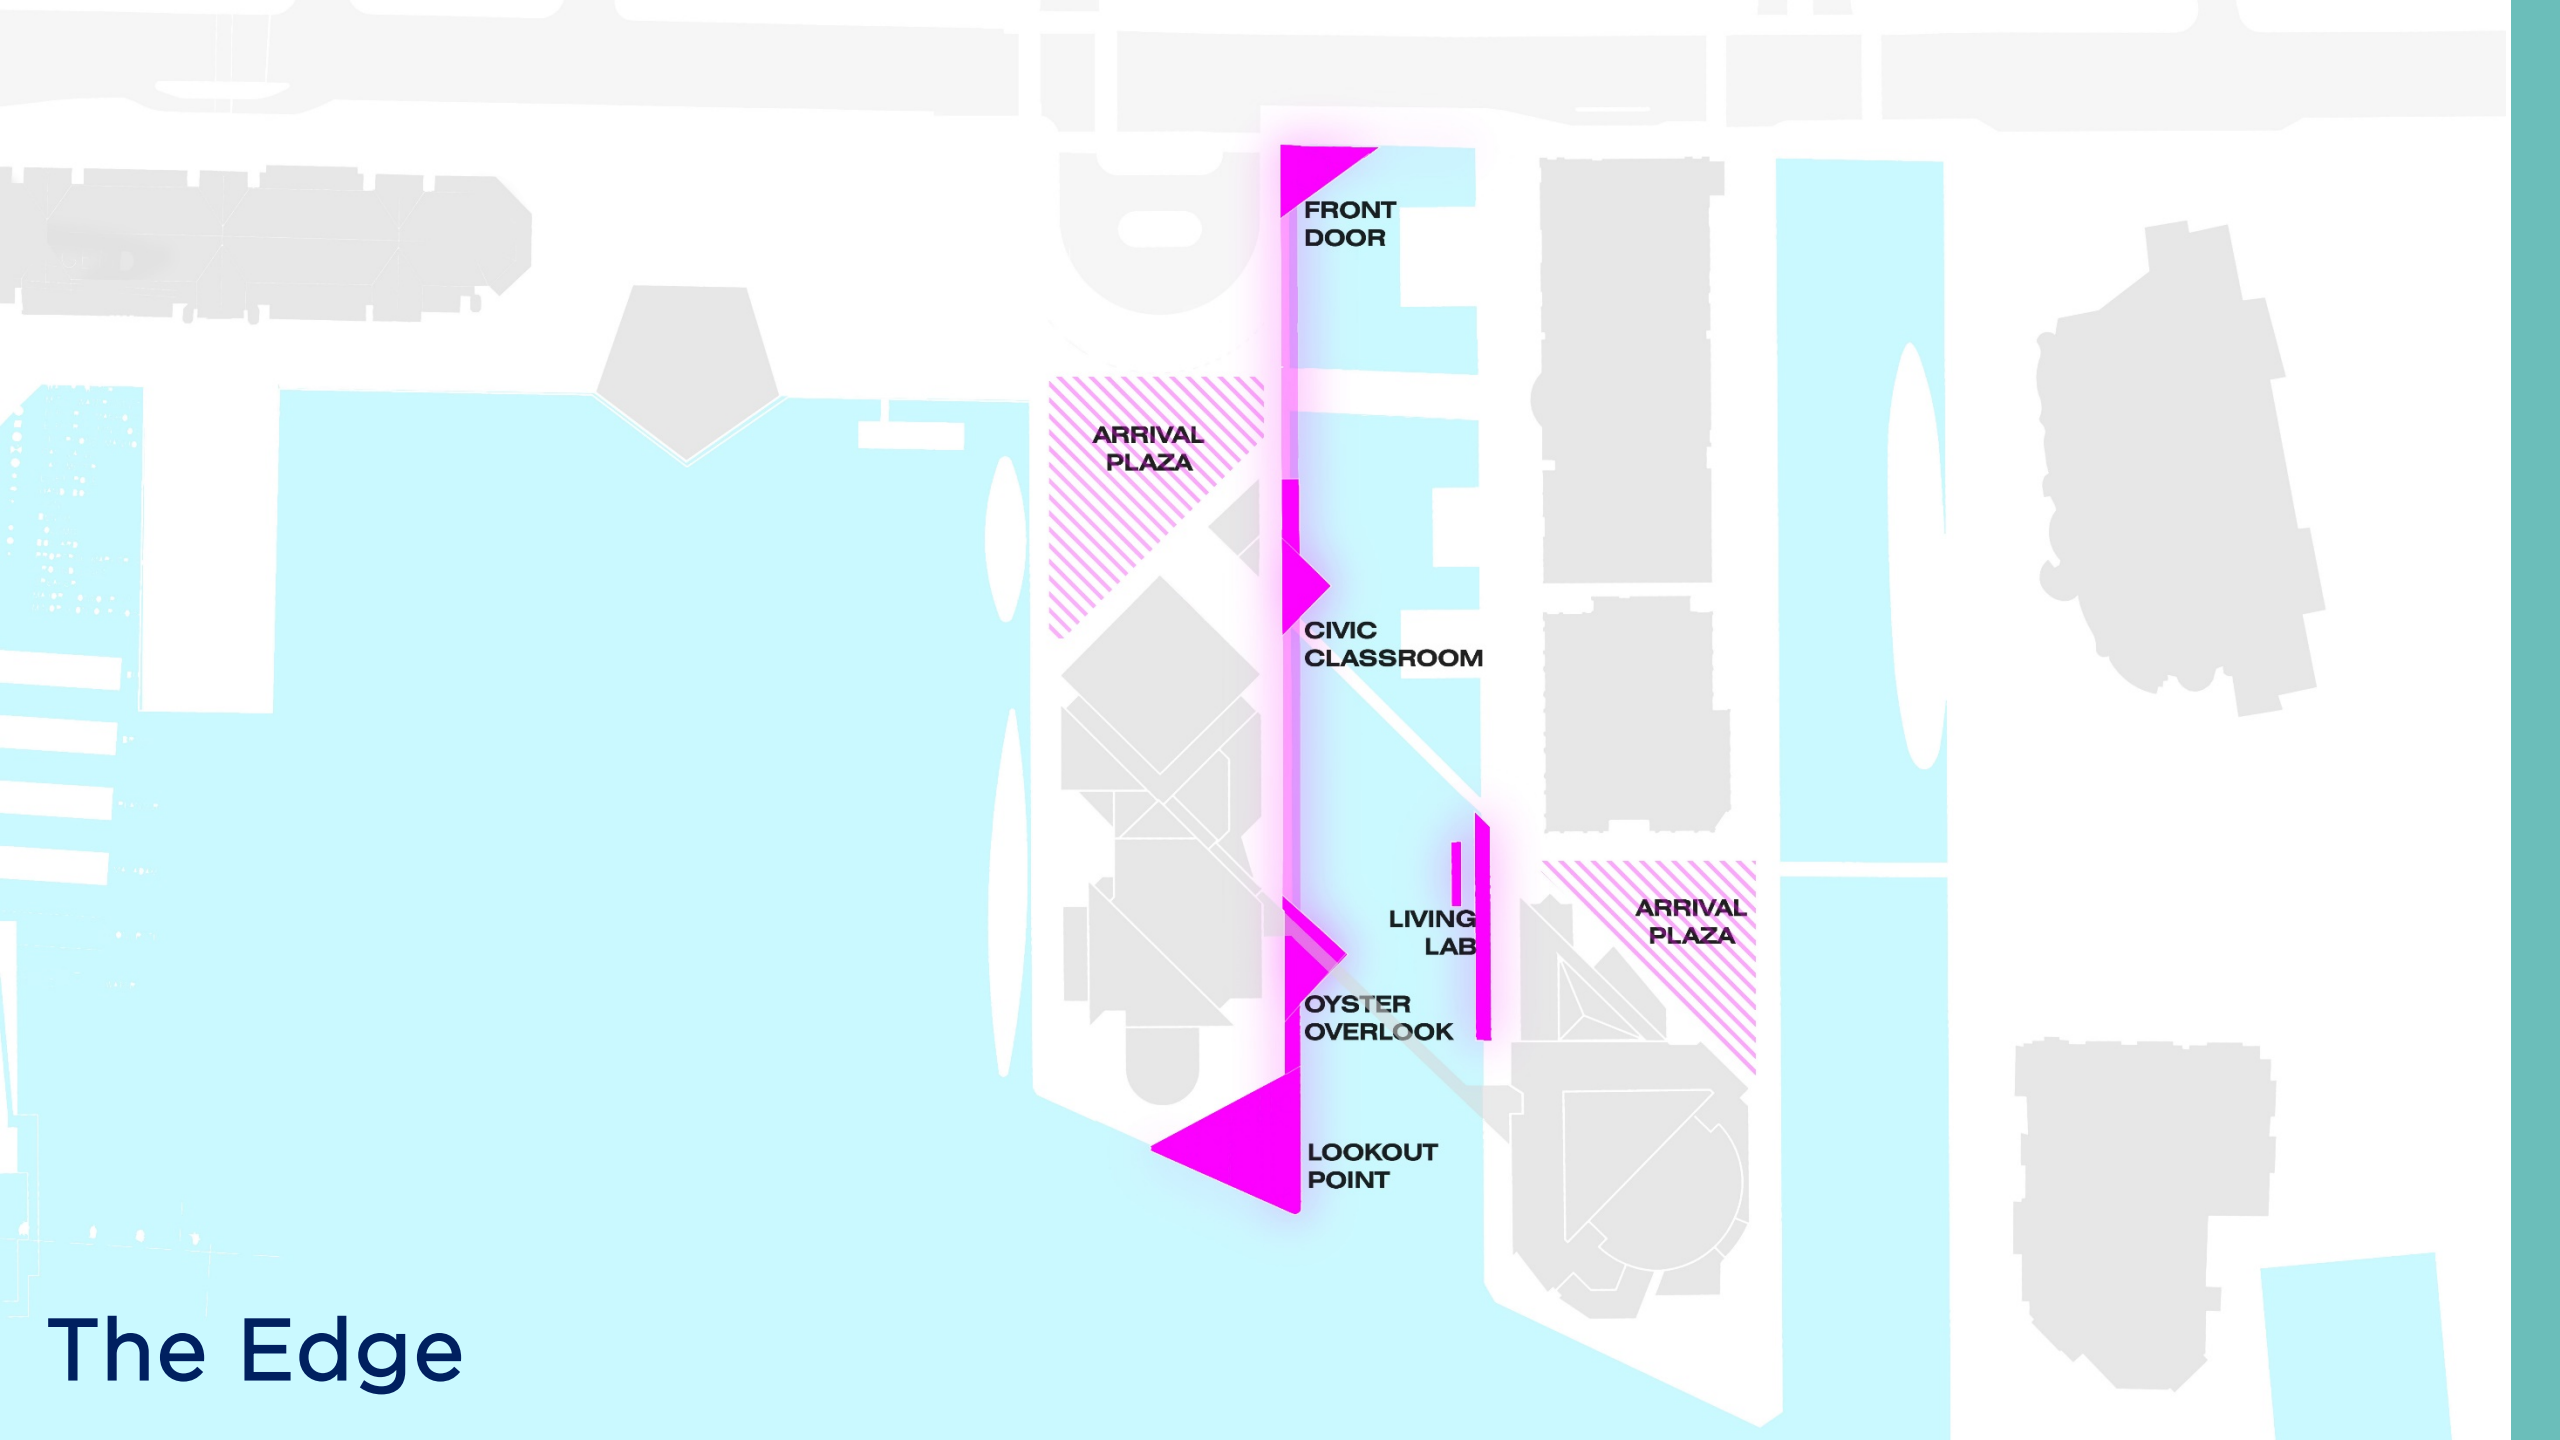 FRONT
DOOR
ARRIVAL
PLAZA
CIVIC
CLASSROOM
LIVING
LAB
ARRIVAL
PLAZA
OYSTER
OVERLOOK
LOOKOUT
POINT
The Edge